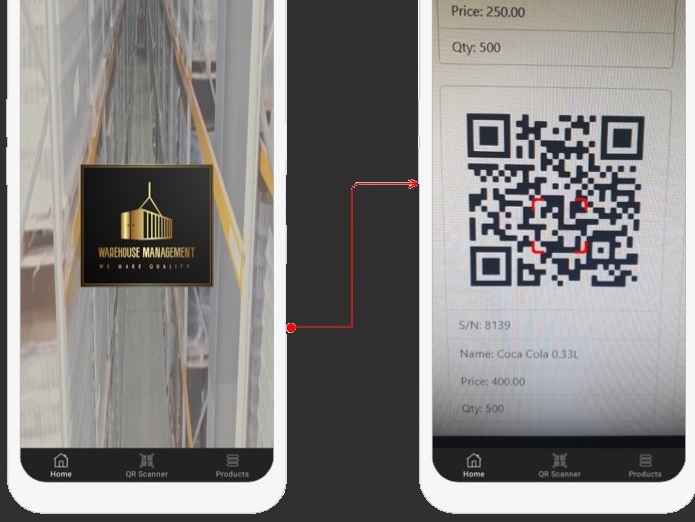 WAREHOUSE MANAGEMENT
WE MAKE QUALITY
Home
QR Scanner
Products
Price: 250.00
Qty: 500
S/N: 8139
Name: Coca Cola 0.33L
Price: 400.00
Qty: 500
Home
QR Scanner
Products